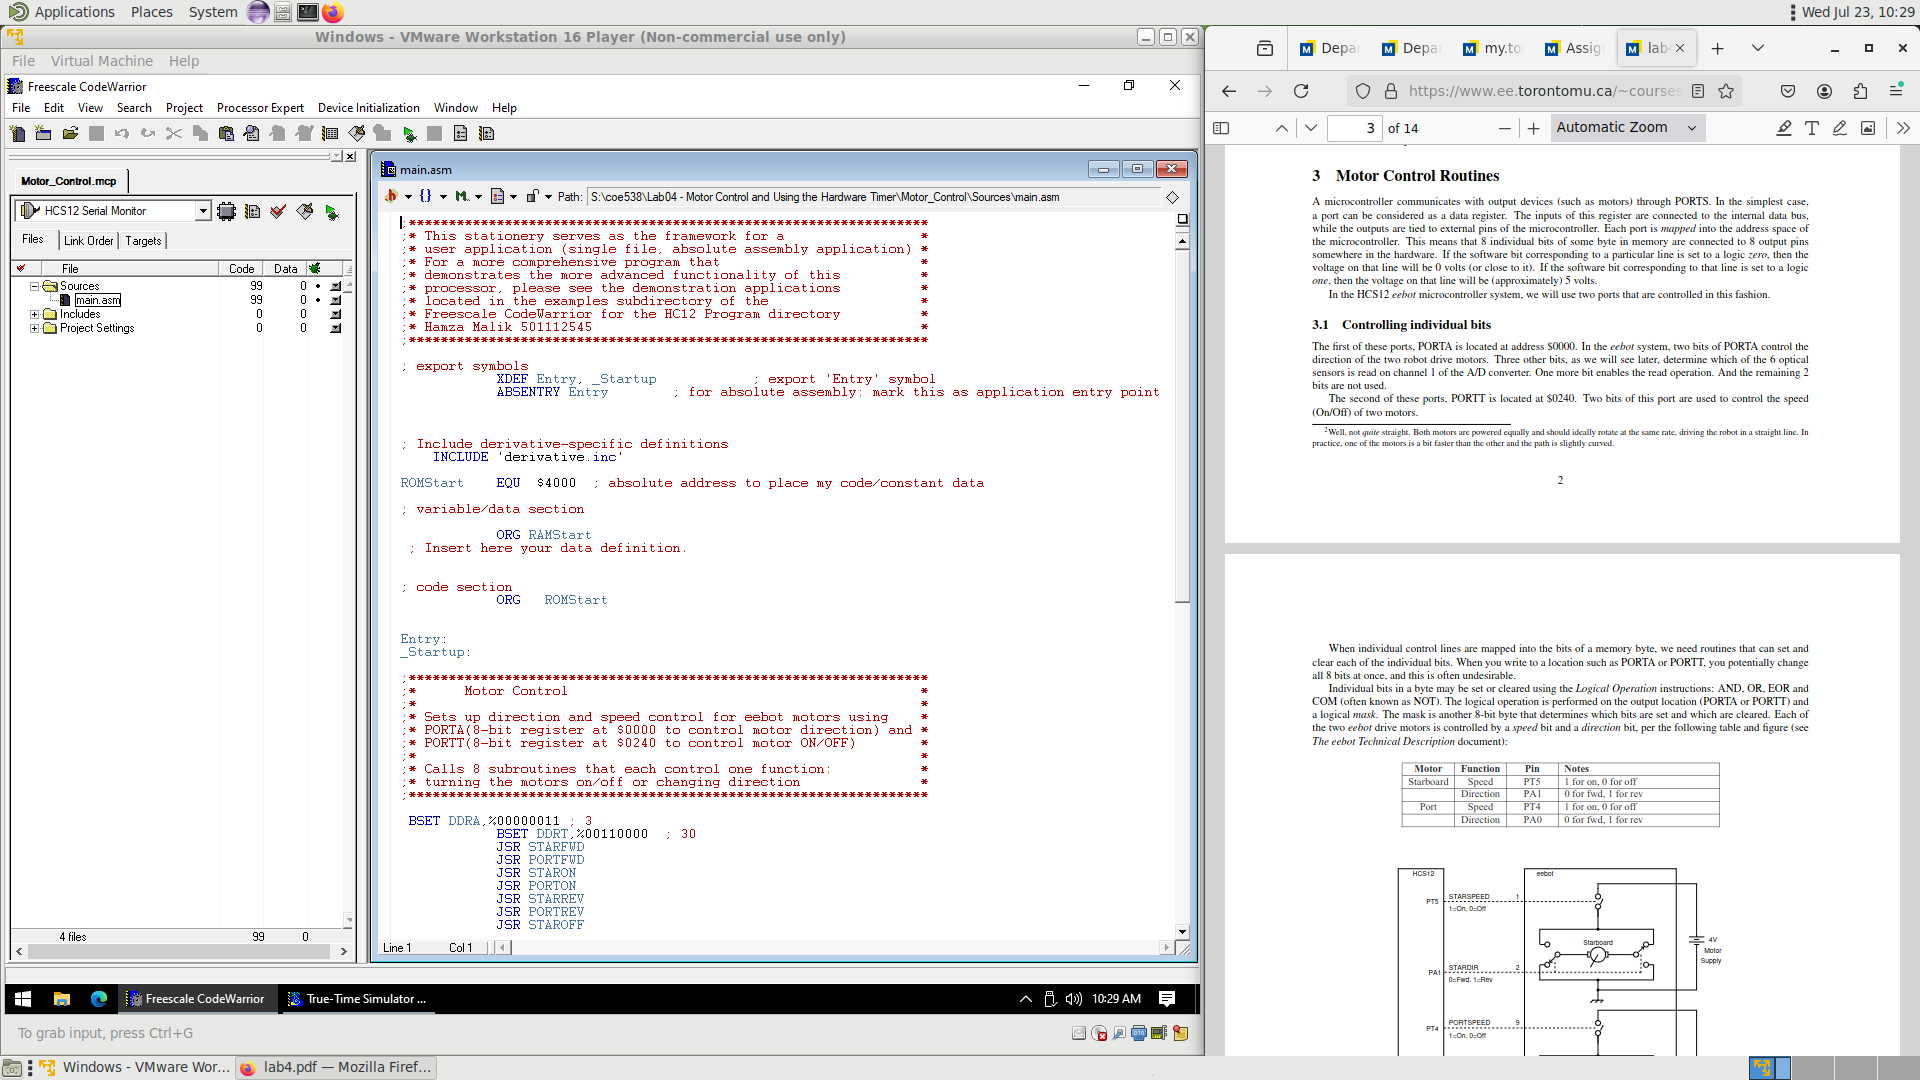 Applications Places System
Wed Jul 23, 10:29
Windows - VMware Workstation 16 Player (Non-commercial use only)
File Virtual Machine Help
Freescale CodeWarrior
File Edit View Search Project Processor Expert Device Initialization Window Help
Motor_Control.mcp
HCS12 Serial Monitor
Files Link Order Targets
File Code Data
Sources 99 0
main.asm 99 0
Includes 0 0
Project Settings 0 0
4 files 99 0
main.asm
Path: S:\coe538\Lab04 - Motor Control and Using the Hardware Timer\Motor_Control\Sources\main.asm
;*****************************************************************
;* This stationery serves as the framework for a *
;* user application (single file, absolute assembly application) *
;* For a more comprehensive program that *
;* demonstrates the more advanced functionality of this *
;* processor, please see the demonstration applications *
;* located in the examples subdirectory of the *
;* Freescale CodeWarrior for the HC12 Program directory *
;* Hamza Malik 501112545 *
;*****************************************************************
; export symbols
XDEF Entry, _Startup ; export 'Entry' symbol
ABSENTRY Entry ; for absolute assembly: mark this as application entry point
; Include derivative-specific definitions
INCLUDE 'derivative.inc'
ROMStart EQU $4000 ; absolute address to place my code/constant data
; variable/data section
ORG RAMStart
; Insert here your data definition.
; code section
ORG ROMStart
Entry:
_Startup:
;*****************************************************************
;* Motor Control *
;* *
;* Sets up direction and speed control for eebot motors using *
;* PORTA(8-bit register at $0000 to control motor direction) and *
;* PORTT(8-bit register at $0240 to control motor ON/OFF) *
;* *
;* Calls 8 subroutines that each control one function: *
;* turning the motors on/off or changing direction *
;*****************************************************************
BSET DDRA,%00000011 ; 3
BSET DDRT,%00110000 ; 30
JSR STARFWD
JSR PORTFWD
JSR STARON
JSR PORTON
JSR STARREV
JSR PORTREV
JSR STAROFF
Line 1 Col 1
Freescale CodeWarrior True-Time Simulator ... 10:29 AM
To grab input, press Ctrl+G
Windows - VMware Wor... lab4.pdf — Mozilla Firef...
Depar Depar my.to Assig lab
https://www.ee.torontomu.ca/~courses
3 of 14 Automatic Zoom
3 Motor Control Routines
A microcontroller communicates with output devices (such as motors) through PORTS. In the simplest case,
a port can be considered as a data register. The inputs of this register are connected to the internal data bus,
while the outputs are tied to external pins of the microcontroller. Each port is mapped into the address space of
the microcontroller. This means that 8 individual bits of some byte in memory are connected to 8 output pins
somewhere in the hardware. If the software bit corresponding to a particular line is set to a logic zero, then the
voltage on that line will be 0 volts (or close to it). If the software bit corresponding to that line is set to a logic
one, then the voltage on that line will be (approximately) 5 volts.
In the HCS12 eebot microcontroller system, we will use two ports that are controlled in this fashion.
3.1 Controlling individual bits
The first of these ports, PORTA is located at address $0000. In the eebot system, two bits of PORTA control the
direction of the two robot drive motors. Three other bits, as we will see later, determine which of the 6 optical
sensors is read on channel 1 of the A/D converter. One more bit enables the read operation. And the remaining 2
bits are not used.
The second of these ports, PORTT is located at $0240. Two bits of this port are used to control the speed
(On/Off) of two motors.
2Well, not quite straight. Both motors are powered equally and should ideally rotate at the same rate, driving the robot in a straight line. In
practice, one of the motors is a bit faster than the other and the path is slightly curved.
2
When individual control lines are mapped into the bits of a memory byte, we need routines that can set and
clear each of the individual bits. When you write to a location such as PORTA or PORTT, you potentially change
all 8 bits at once, and this is often undesirable.
Individual bits in a byte may be set or cleared using the Logical Operation instructions: AND, OR, EOR and
COM (often known as NOT). The logical operation is performed on the output location (PORTA or PORTT) and
a logical mask. The mask is another 8-bit byte that determines which bits are set and which are cleared. Each of
the two eebot drive motors is controlled by a speed bit and a direction bit, per the following table and figure (see
The eebot Technical Description document):
Motor Function Pin Notes
Starboard Speed PT5 1 for on, 0 for off
Direction PA1 0 for fwd, 1 for rev
Port Speed PT4 1 for on, 0 for off
Direction PA0 0 for fwd, 1 for rev
HCS12 eebot
PT5 STARSPEED 1
1=On, 0=Off
Starboard
4V
Motor
Supply
PA1 STARDIR 2
0=Fwd, 1=Rev
PT4 PORTSPEED 9
1=On, 0=Off